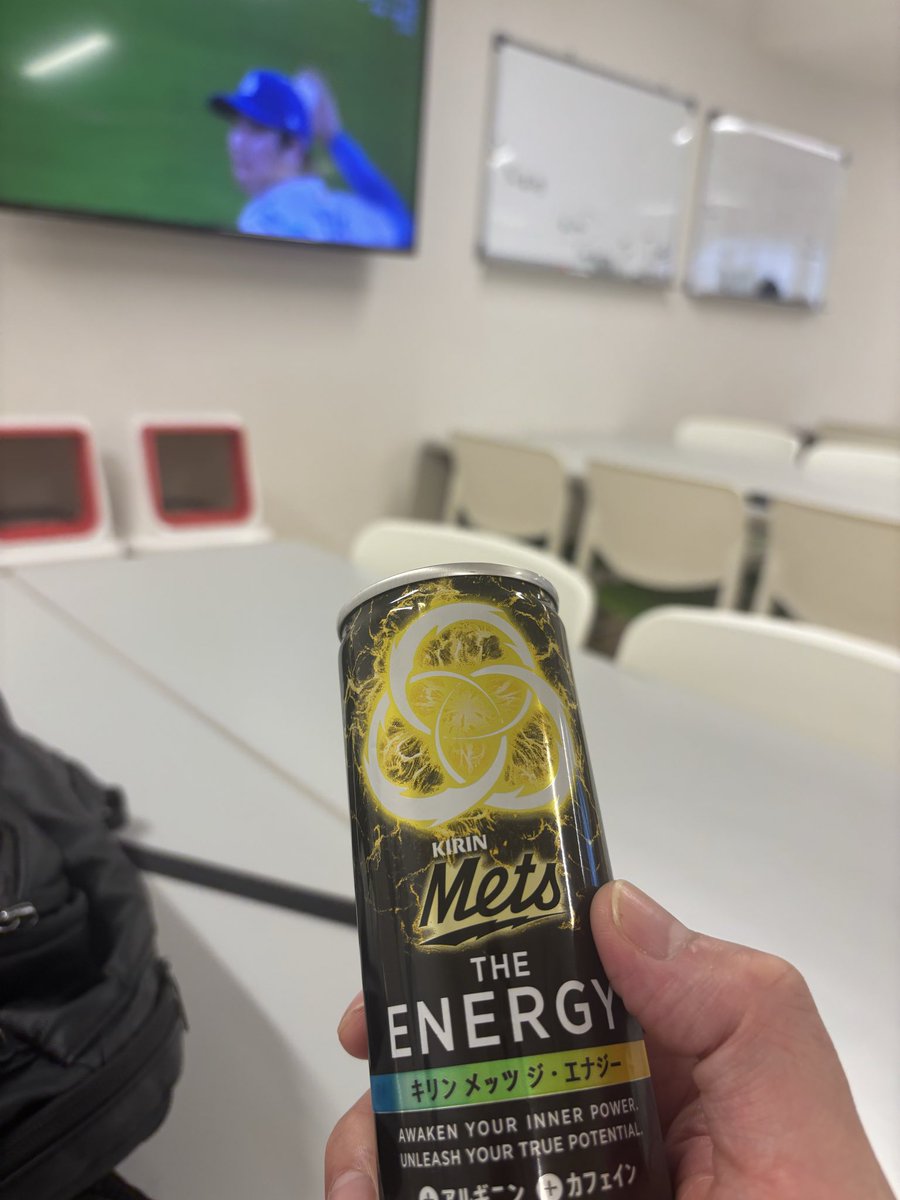 KIRIN
Mets
THE
ENERGY
キリン メッツ ジ・エナジー
AWAKEN YOUR INNER POWER.
UNLEASH YOUR TRUE POTENTIAL.
+アルギニン +カフェイン